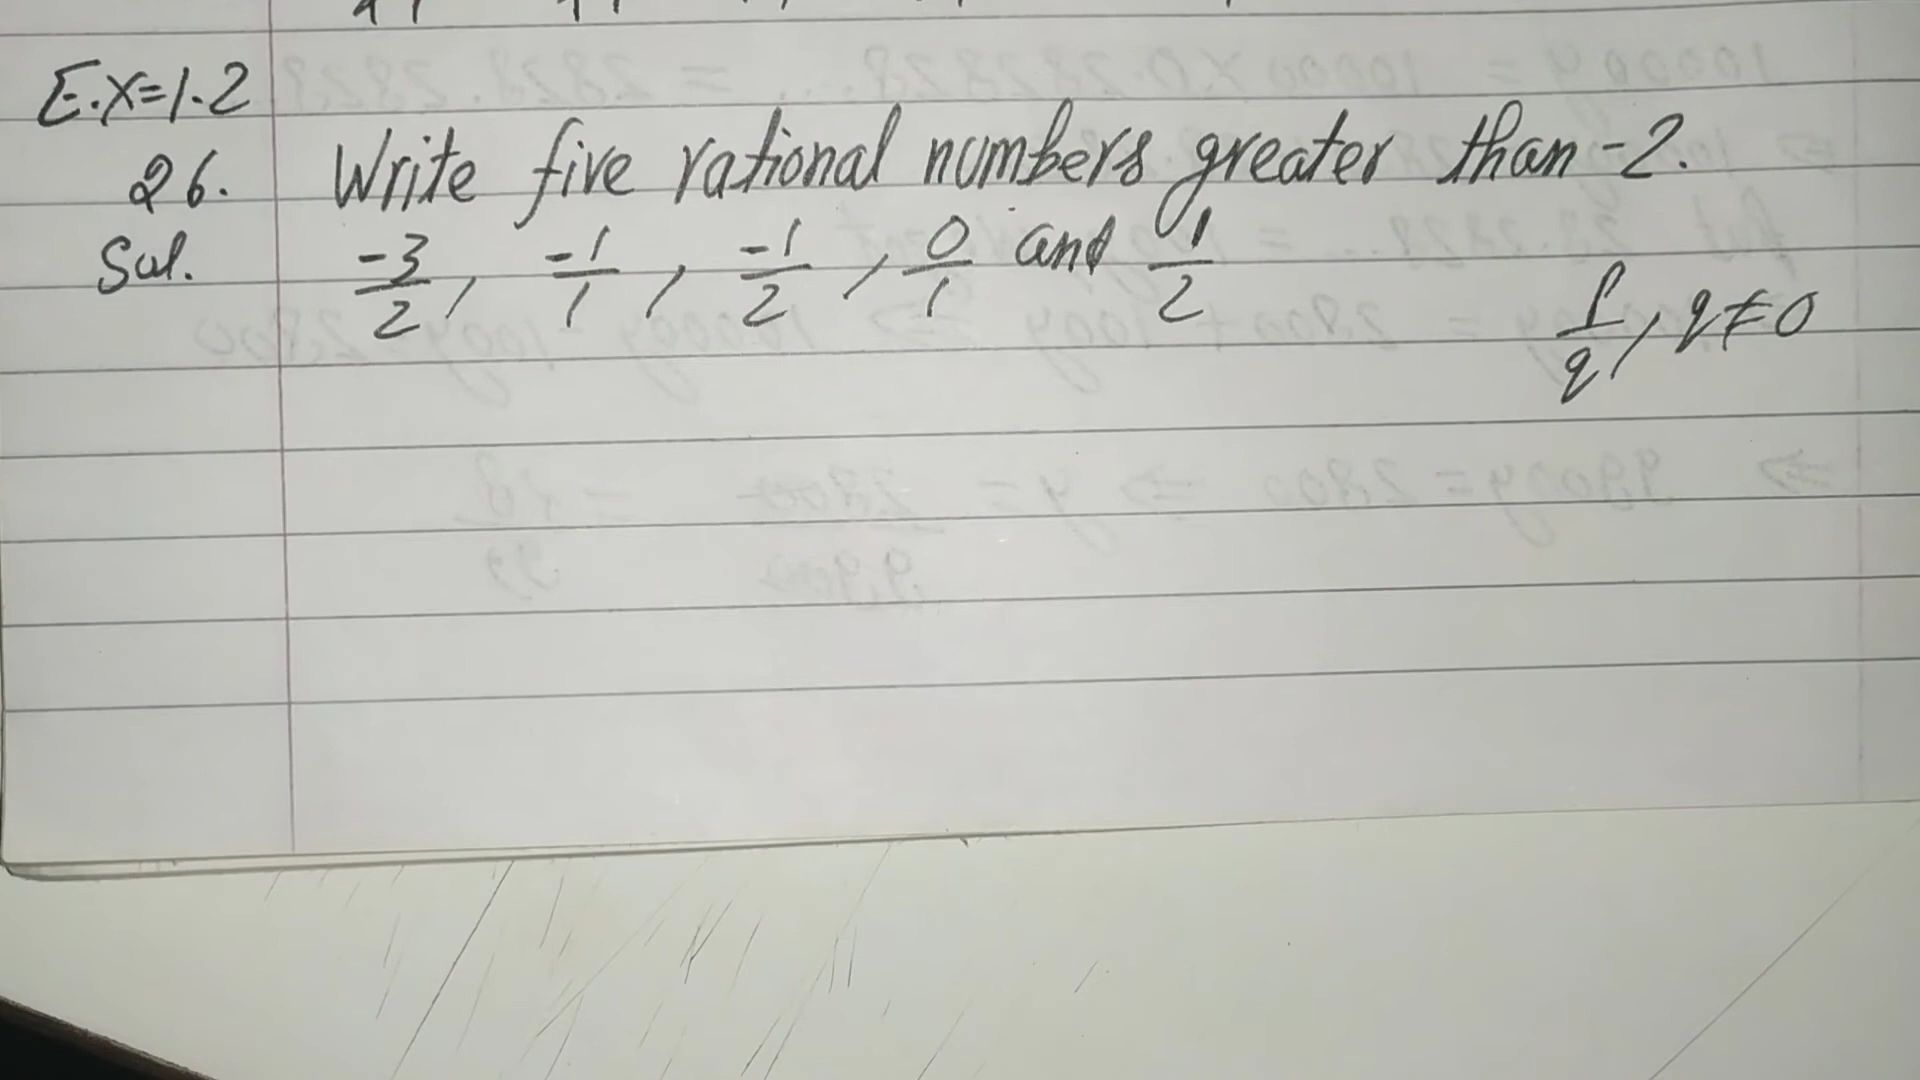 E.x=1.2
Q6. Write five rational numbers greater than -2.
Sol. -3/2, -1/1, -1/2, 0/1 and 1/2
p/q, q≠0